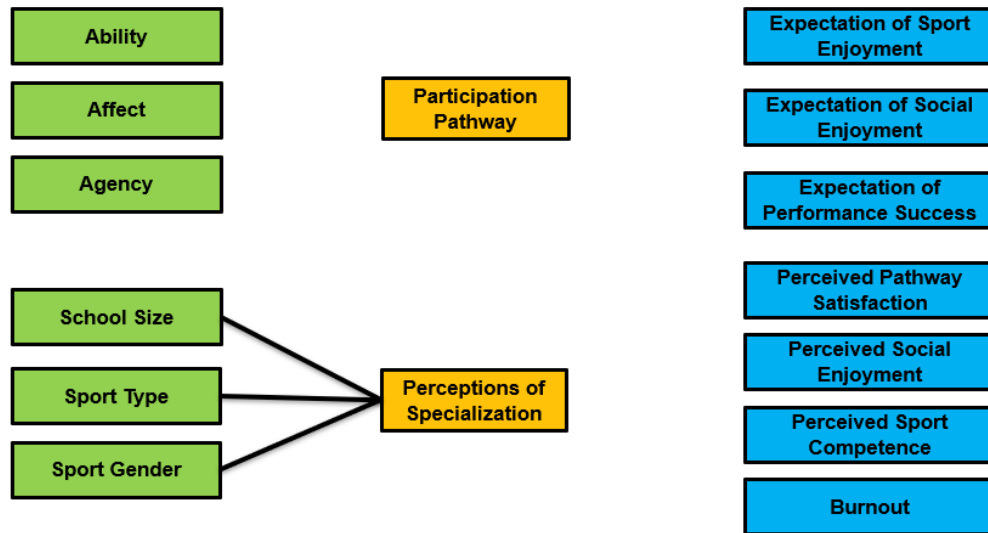 Ability
Affect
Agency
School Size
Sport Type
Sport Gender
Participation
Pathway
Perceptions of
Specialization
Expectation of Sport
Enjoyment
Expectation of Social
Enjoyment
Expectation of
Performance Success
Perceived Pathway
Satisfaction
Perceived Social
Enjoyment
Perceived Sport
Competence
Burnout